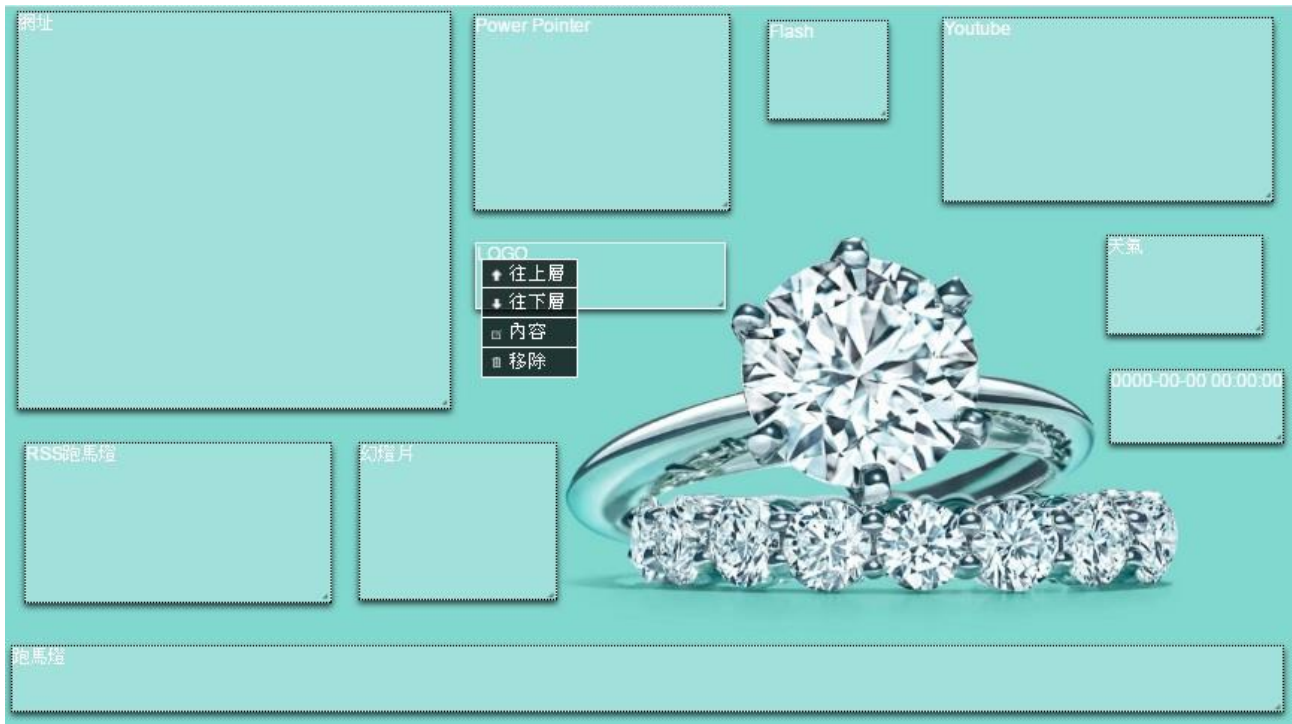 網址
Power Pointer
Flash
Youtube
LOGO
往上層
往下層
內容
移除
天氣
0000-00-00 00:00:00
RSS跑馬燈
幻燈片
跑馬燈